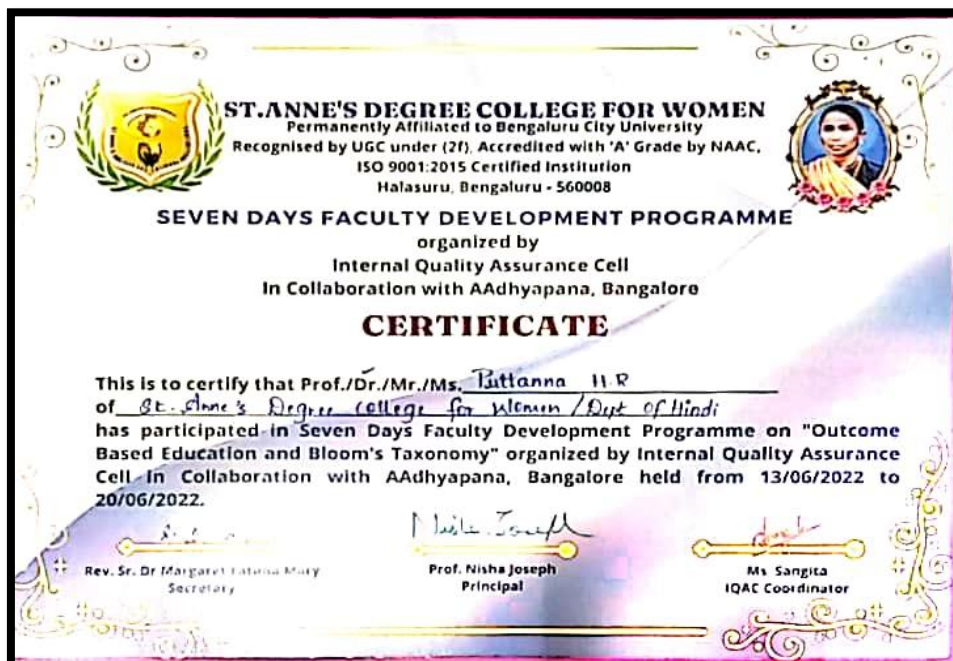 ST.ANNE'S DEGREE COLLEGE FOR WOMEN
Permanently Affiliated to Bengaluru City University
Recognised by UGC under (2f), Accredited with 'A' Grade by NAAC,
ISO 9001:2015 Certified Institution
Halasuru, Bengaluru - 560008
SEVEN DAYS FACULTY DEVELOPMENT PROGRAMME
organized by
Internal Quality Assurance Cell
In Collaboration with AAdhyapana, Bangalore
CERTIFICATE
This is to certify that Prof./Dr./Mr./Ms. Puttanna H.R
of St. Anne's Degree College for Women / Dept of Hindi
has participated in Seven Days Faculty Development Programme on "Outcome
Based Education and Bloom's Taxonomy" organized by Internal Quality Assurance
Cell In Collaboration with AAdhyapana, Bangalore held from 13/06/2022 to
20/06/2022.
Nisha Joseph
Rev. Sr. Dr Margaret Fatima Mary
Secretary
Prof. Nisha Joseph
Principal
Ms Sangita
IQAC Coordinator